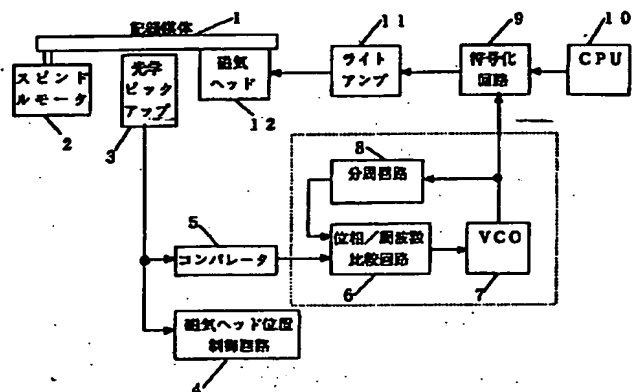 記録媒体
1
11
9
10
スピンド
ルモータ
2
光学
ピック
アップ
3
磁気
ヘッド
12
ライト
アンプ
符号化
回路
CPU
8
分周回路
5
コンパレータ
位相/周波数
比較回路
6
VCO
7
磁気ヘッド位置
制御回路
4